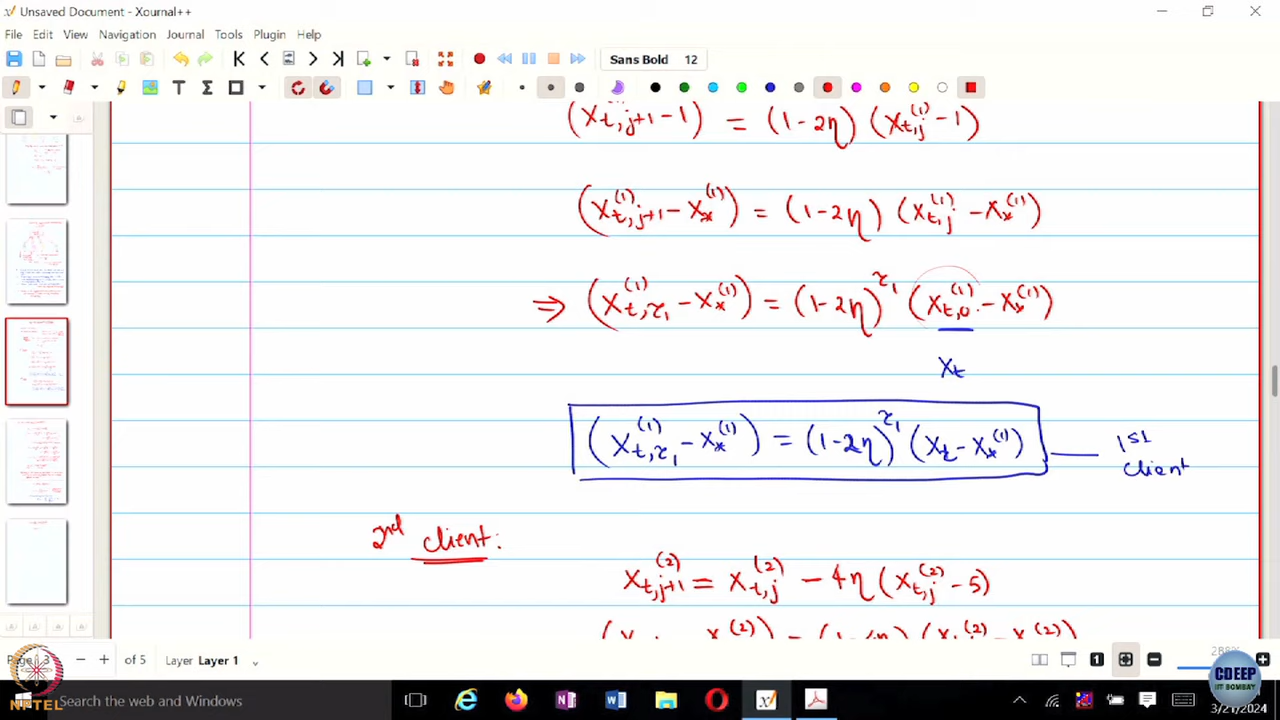 Unsaved Document - Xournal++
File Edit View Navigation Journal Tools Plugin Help
Sans Bold 12
(x_{t,j+1}^{(1)} - 1) = (1-2η) (x_{t,j}^{(1)} - 1)
(x_{t,j+1}^{(1)} - x_*^{(1)}) = (1-2η) (x_{t,j}^{(1)} - x_*^{(1)})
⇒ (x_{t,τ_1}^{(1)} - x_*^{(1)}) = (1-2η)^{τ_1} (x_{t,0}^{(1)} - x_*^{(1)})
x_t
(x_{t,τ_1}^{(1)} - x_*^{(1)}) = (1-2η)^{τ_1} (x_t - x_*^{(1)})
1st
client
2nd client:
x_{t,j+1}^{(2)} = x_{t,j}^{(2)} - 4η (x_{t,j}^{(2)} - 5)
Page 3 of 5 Layer Layer 1
288%
NPTEL
CDEEP
IIT BOMBAY
Search the web and Windows
3/21/2024